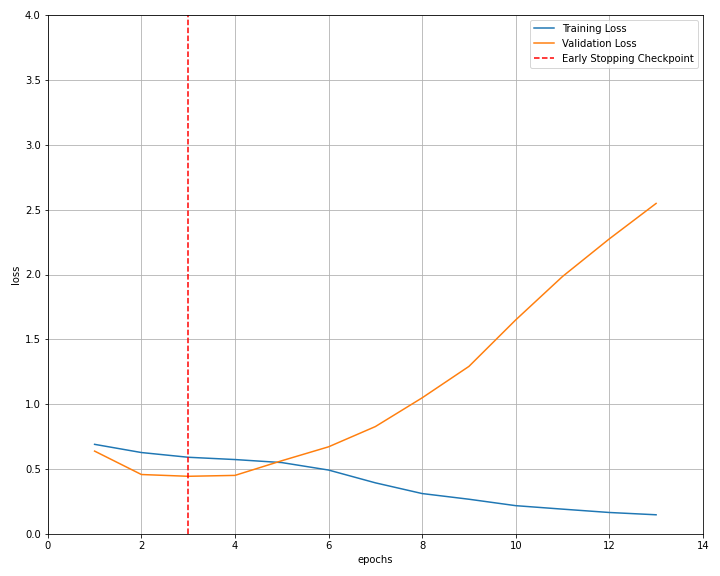 4.0
3.5
3.0
2.5
2.0
1.5
1.0
0.5
0.0
loss
Training Loss
Validation Loss
Early Stopping Checkpoint
0 2 4 6 8 10 12 14
epochs